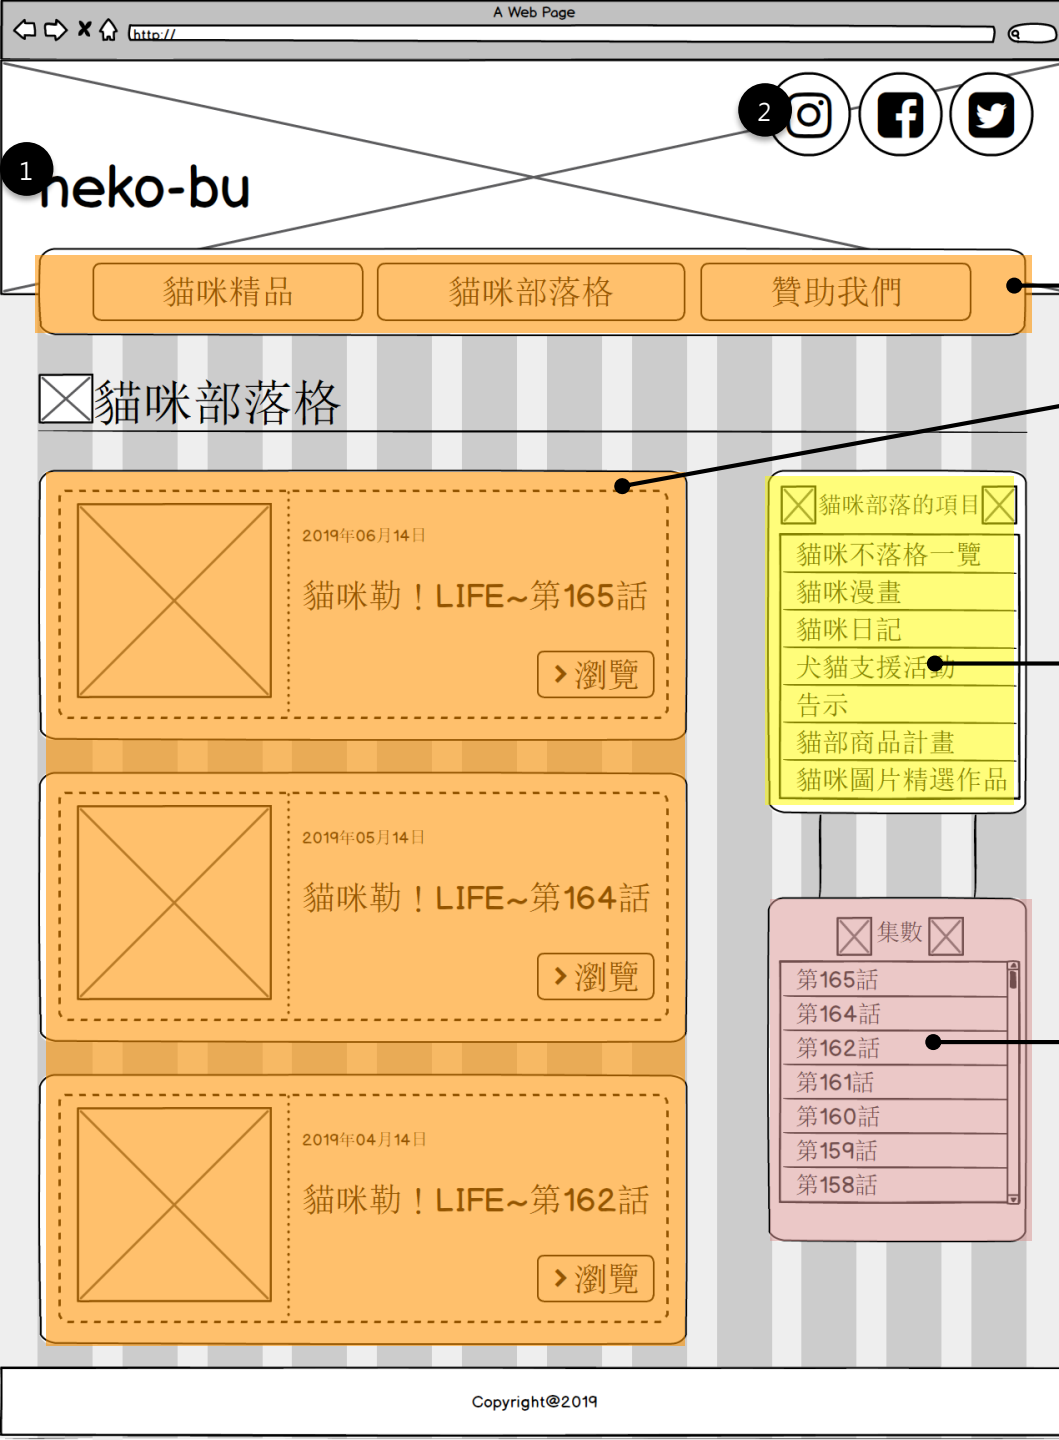 A Web Page
http://
2
1
neko-bu
貓咪精品 貓咪部落格 贊助我們
貓咪部落格
2019年06月14日
貓咪勒！LIFE~第165話
瀏覽
2019年05月14日
貓咪勒！LIFE~第164話
瀏覽
2019年04月14日
貓咪勒！LIFE~第162話
瀏覽
貓咪部落的項目
貓咪不落格一覽
貓咪漫畫
貓咪日記
犬貓支援活動
告示
貓部商品計畫
貓咪圖片精選作品
集數
第165話
第164話
第162話
第161話
第160話
第159話
第158話
Copyright@2019